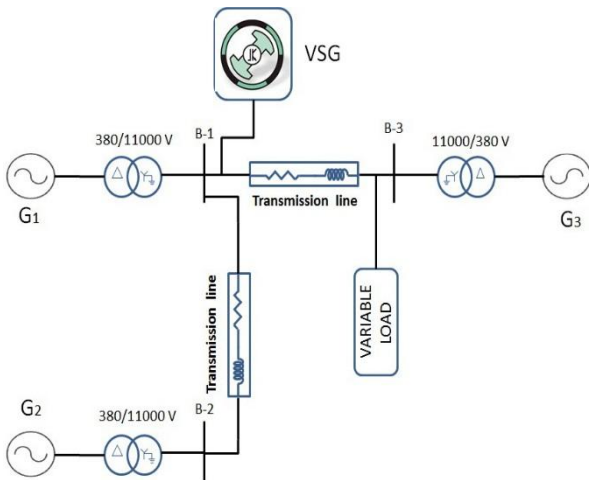 VSG
380/11000 V
B-1
B-3
11000/380 V
G1
Transmission line
G3
Transmission line
VARIABLE
LOAD
G2
380/11000 V
B-2